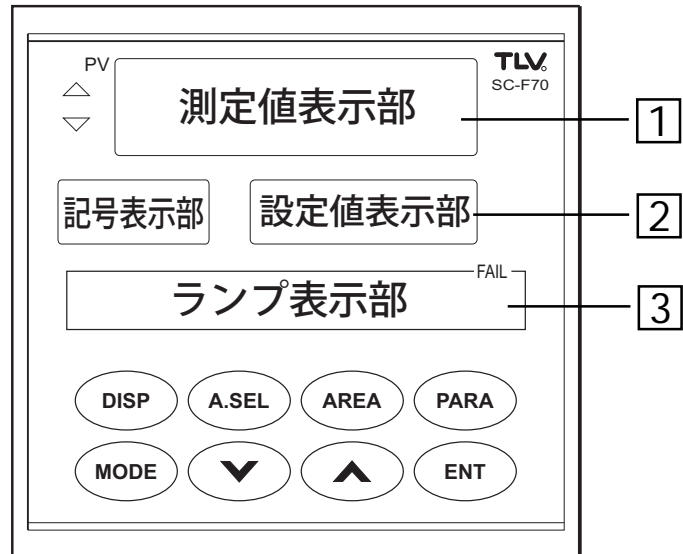 PV
TLV
SC-F70
測定値表示部
1
記号表示部
設定値表示部
2
FAIL
ランプ表示部
3
DISP
A.SEL
AREA
PARA
MODE
ENT